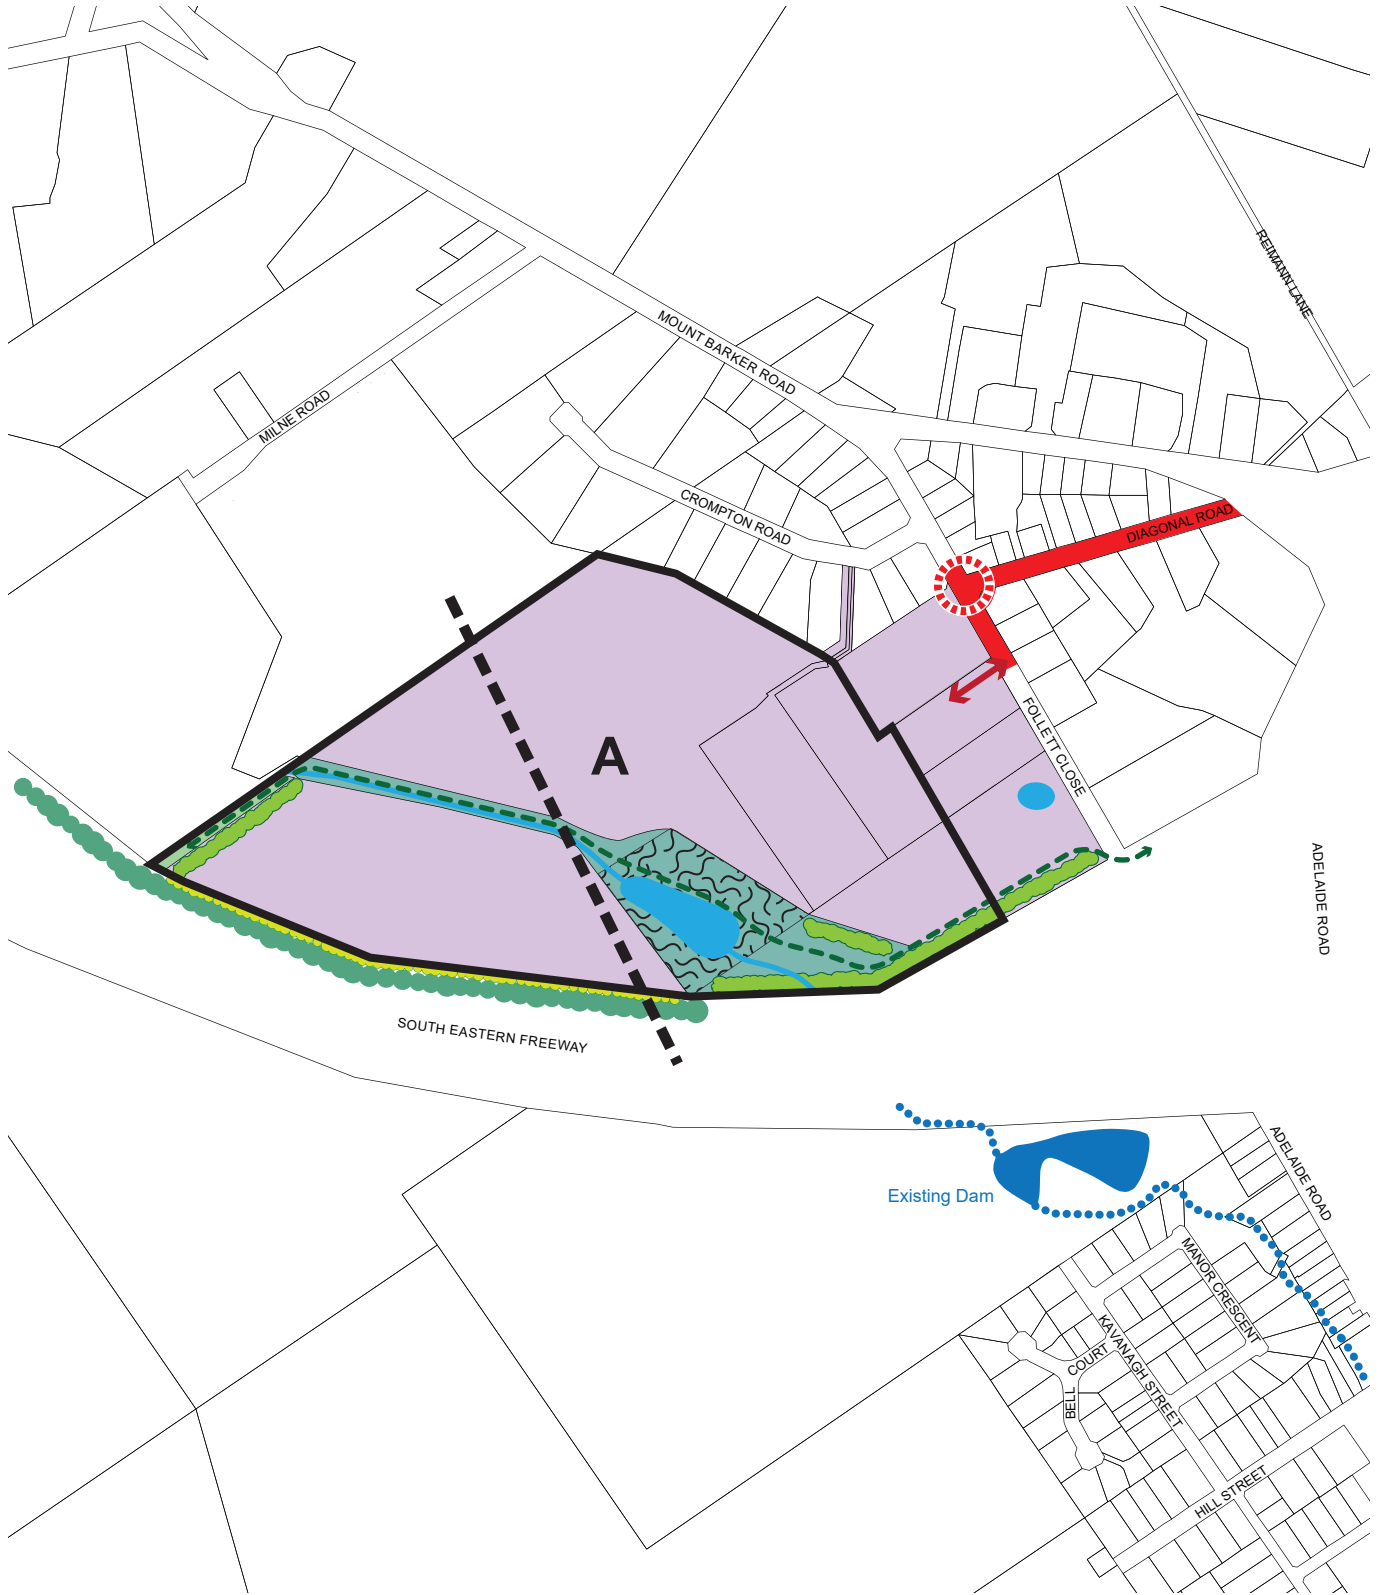 REIMANN LANE
MOUNT BARKER ROAD
MILNE ROAD
CROMPTON ROAD
DIAGONAL ROAD
FOLLETT CLOSE
A
ADELAIDE ROAD
SOUTH EASTERN FREEWAY
Existing Dam
ADELAIDE ROAD
MANOR CRESCENT
KAVANAGH STREET
BELL COURT
HILL STREET